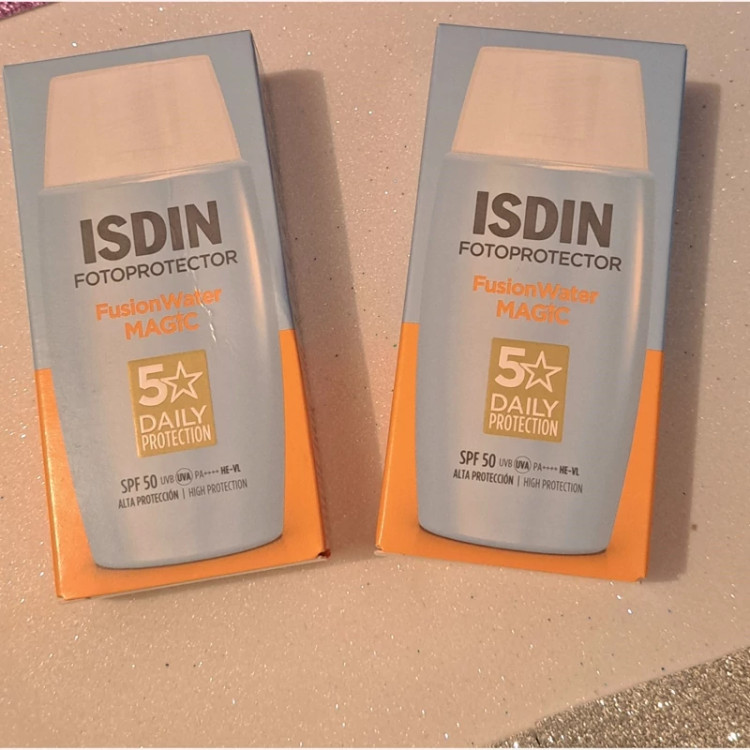 ISDIN
FOTOPROTECTOR
FusionWater
MAGIC
5☆
DAILY
PROTECTION
SPF 50 UVB UVA PA++++ HE-VL
ALTA PROTECCIÓN | HIGH PROTECTION
ISDIN
FOTOPROTECTOR
FusionWater
MAGIC
5☆
DAILY
PROTECTION
SPF 50 UVB UVA PA++++ HE-VL
ALTA PROTECCIÓN | HIGH PROTECTION